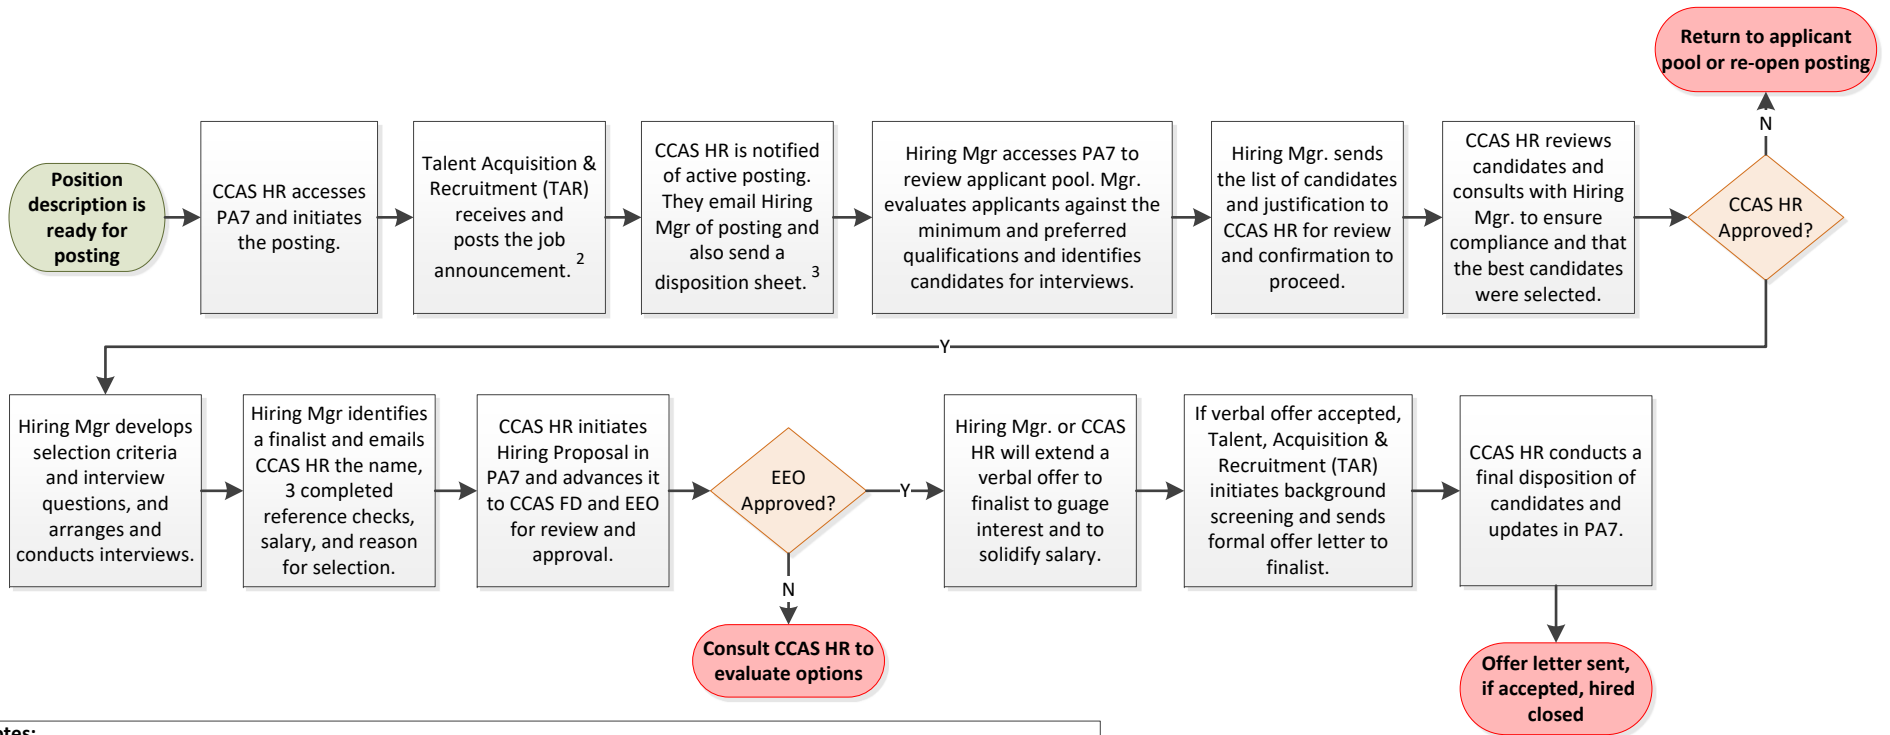 Return to applicant
pool or re-open posting
N
Position
description is
ready for
posting
CCAS HR accesses
PA7 and initiates
the posting.
Talent Acquisition &
Recruitment (TAR)
receives and
posts the job
announcement. 2
CCAS HR is notified
of active posting.
They email Hiring
Mgr of posting and
also send a
disposition sheet. 3
Hiring Mgr accesses PA7 to
review applicant pool. Mgr.
evaluates applicants against the
minimum and preferred
qualifications and identifies
candidates for interviews.
Hiring Mgr. sends
the list of candidates
and justification to
CCAS HR for review
and confirmation to
proceed.
CCAS HR reviews
candidates and
consults with Hiring
Mgr. to ensure
compliance and that
the best candidates
were selected.
CCAS HR
Approved?
Y
Hiring Mgr develops
selection criteria
and interview
questions, and
arranges and
conducts interviews.
Hiring Mgr identifies
a finalist and emails
CCAS HR the name,
3 completed
reference checks,
salary, and reason
for selection.
CCAS HR initiates
Hiring Proposal in
PA7 and advances it
to CCAS FD and EEO
for review and
approval.
EEO
Approved?
Y
Hiring Mgr. or CCAS
HR will extend a
verbal offer to
finalist to guage
interest and to
solidify salary.
If verbal offer accepted,
Talent, Acquisition &
Recruitment (TAR)
initiates background
screening and sends
formal offer letter to
finalist.
CCAS HR conducts a
final disposition of
candidates and
updates in PA7.
N
Consult CCAS HR to
evaluate options
Offer letter sent,
if accepted, hired
closed